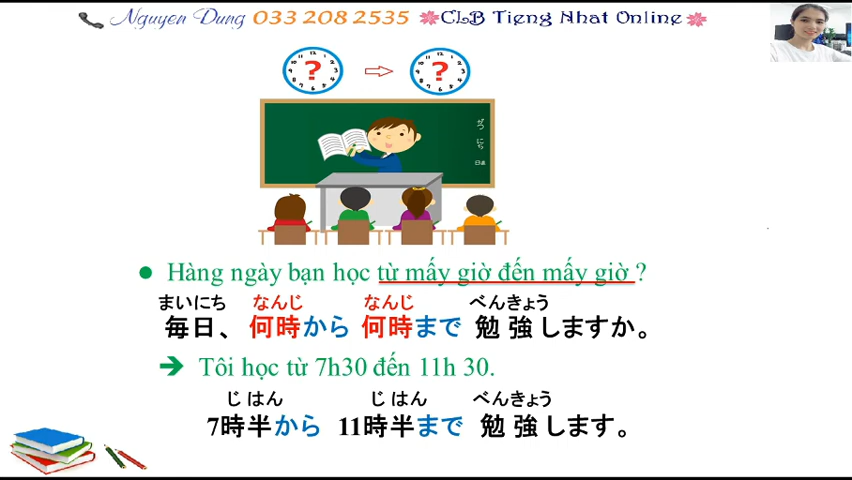 Nguyen Dung 033 208 2535 CLB Tieng Nhat Online
? ?
がつ にち
Hàng ngày bạn học từ mấy giờ đến mấy giờ ?
まいにち なんじ なんじ べんきょう
毎日、何時から 何時まで 勉強しますか。
Tôi học từ 7h30 đến 11h 30.
じ はん じ はん べんきょう
7時半から 11時半まで 勉強します。